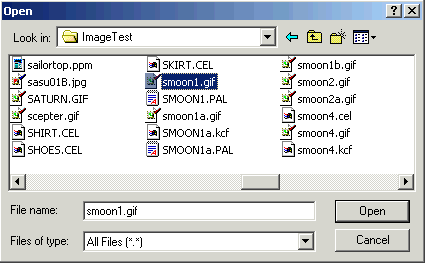 Open
Look in: ImageTest
sailortop.ppm SKIRT.CEL smoon1b.gif
sasu01B.jpg smoon1.gif smoon2.gif
SATURN.GIF SMOON1.PAL smoon2a.gif
scepter.gif smoon1a.gif smoon4.cel
SHIRT.CEL SMOON1a.kcf smoon4.gif
SHOES.CEL SMOON1a.PAL smoon4.kcf
File name: smoon1.gif Open
Files of type: All Files (*.*) Cancel